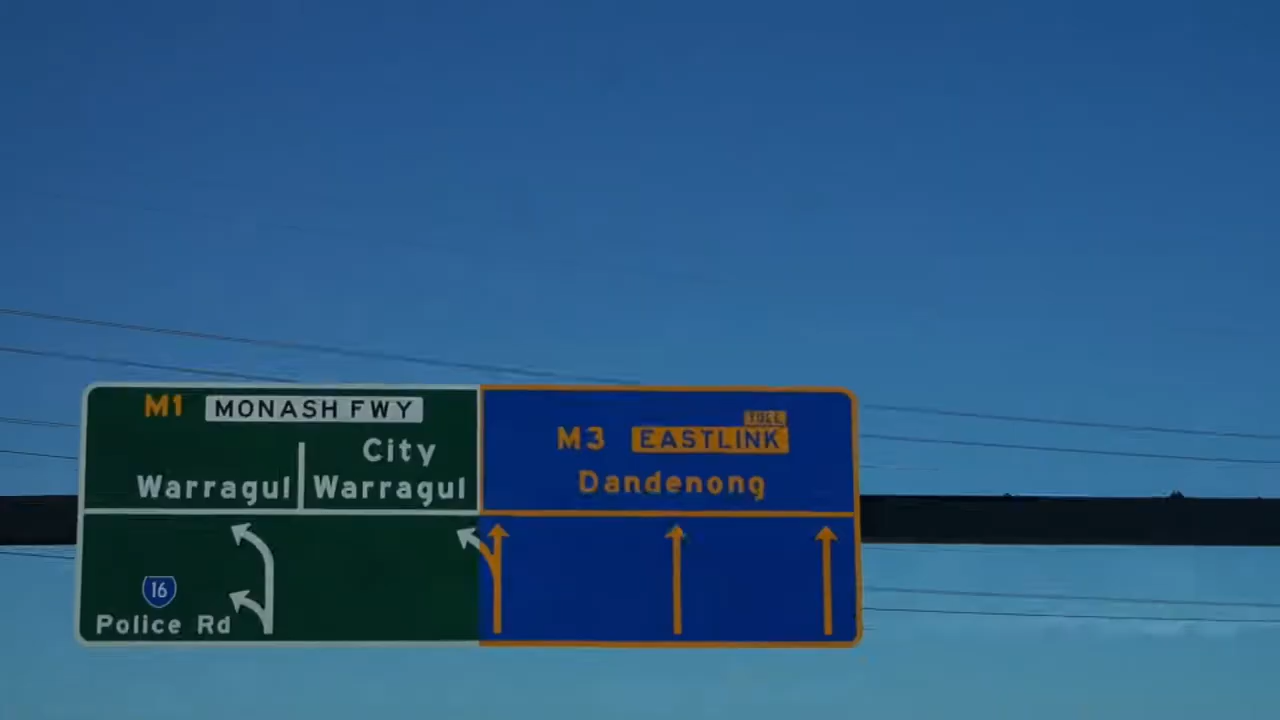 M1 MONASH FWY
City
Warragul Warragul
16
Police Rd
TOLL
M3 EASTLINK
Dandenong